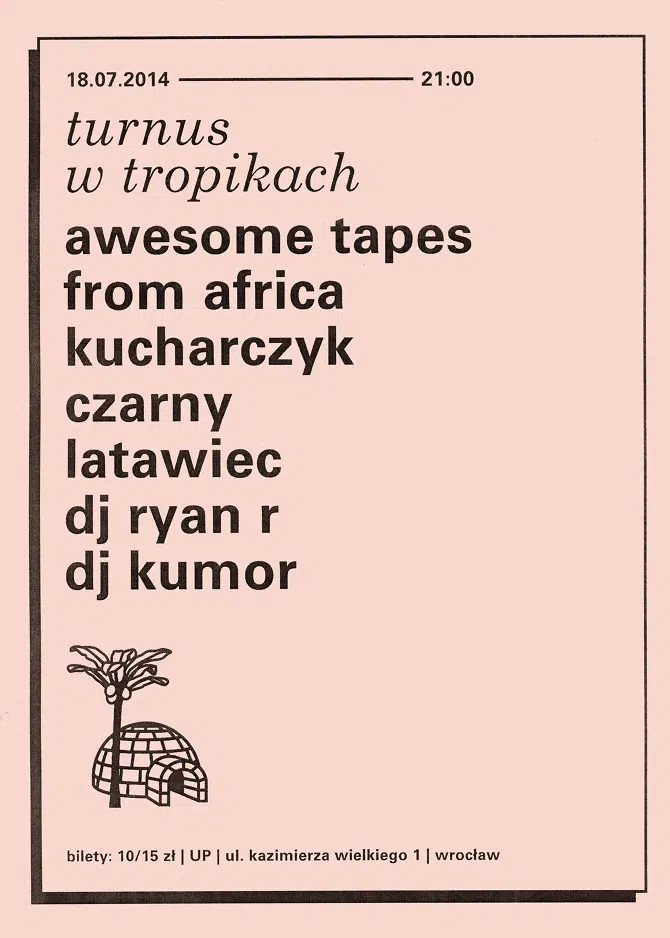 18.07.2014 21:00
turnus
w tropikach
awesome tapes
from africa
kucharczyk
czarny
latawiec
dj ryan r
dj kumor
bilety: 10/15 zł | UP | ul. kazimierza wielkiego 1 | wrocław